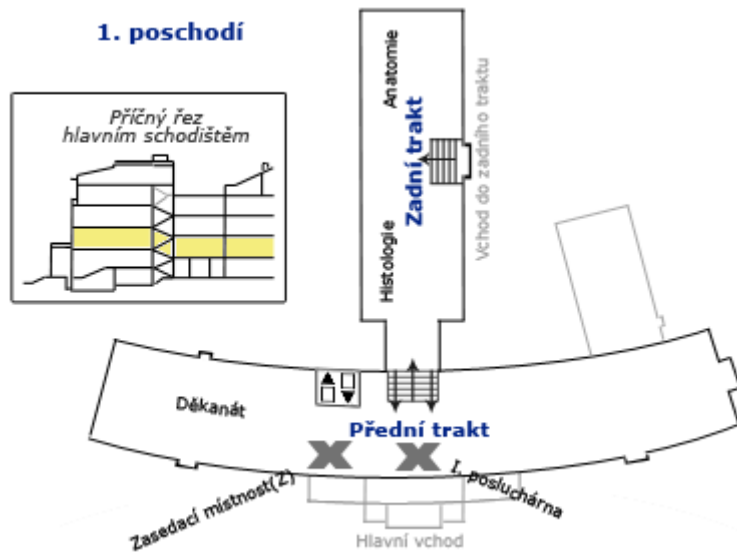 1. poschodí
Příčný řez
hlavním schodištěm
Anatomie
Zadní trakt
Histologie
Vchod do zadního traktu
Děkanát
Přední trakt
Zasedací místnost(Z)
I. posluchárna
Hlavní vchod